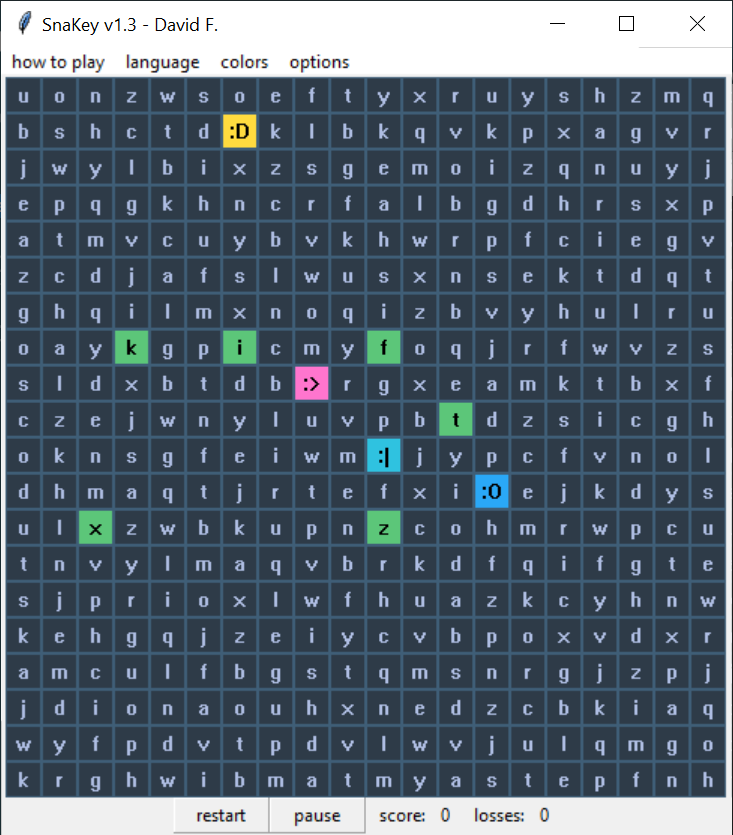 SnaKey v1.3 - David F.
how to play language colors options
u o n z w s o e f t y x r u y s h z m q
b s h c t d :D k l b k q v k p x a g v r
j w y l b i x z s g e m o i z q n u y j
e p q g k h n c r f a l b g d h r s x p
a t m v c u y b v k h w r p f c i e g v
z c d j a f s l w u s x n s e k t d q t
g h q i l m x n o q i z b v y h u l r u
o a y k g p i c m y f o q j r f w v z s
s l d x b t d b :> r g x e a m k t b x f
c z e j w n y l u v p b t d z s i c g h
o k n s g f e i w m :| j y p c f v n o l
d h m a q t j r t e f x i :O e j k d y s
u l x z w b k u p n z c o h m r w p c u
t n v y l m a q v b r k d f q i f g t e
s j p r i o x l w f h u a z k c y h n w
k e h g q j z e i y c v b p o x v d x r
a m c u l f b g s t q m s n r g j z p j
j d i o n a o u h x n e d z c b k i a q
w y f p d v t p d v l w v j u l q m g o
k r g h w i b m a t m y a s t e p f n h
restart pause score: 0 losses: 0